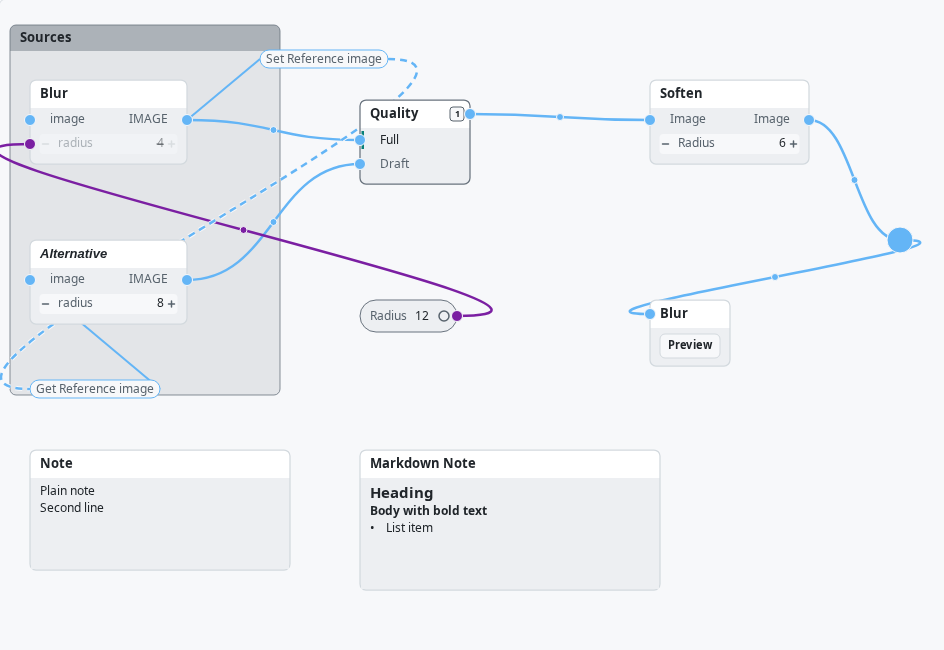 Sources
Set Reference image
Blur
image IMAGE
− radius 4 +
Quality 1
Full
Draft
Soften
Image Image
− Radius 6 +
Alternative
image IMAGE
− radius 8 +
Radius 12
Blur
Preview
Get Reference image
Note
Plain note
Second line
Markdown Note
Heading
Body with bold text
• List item